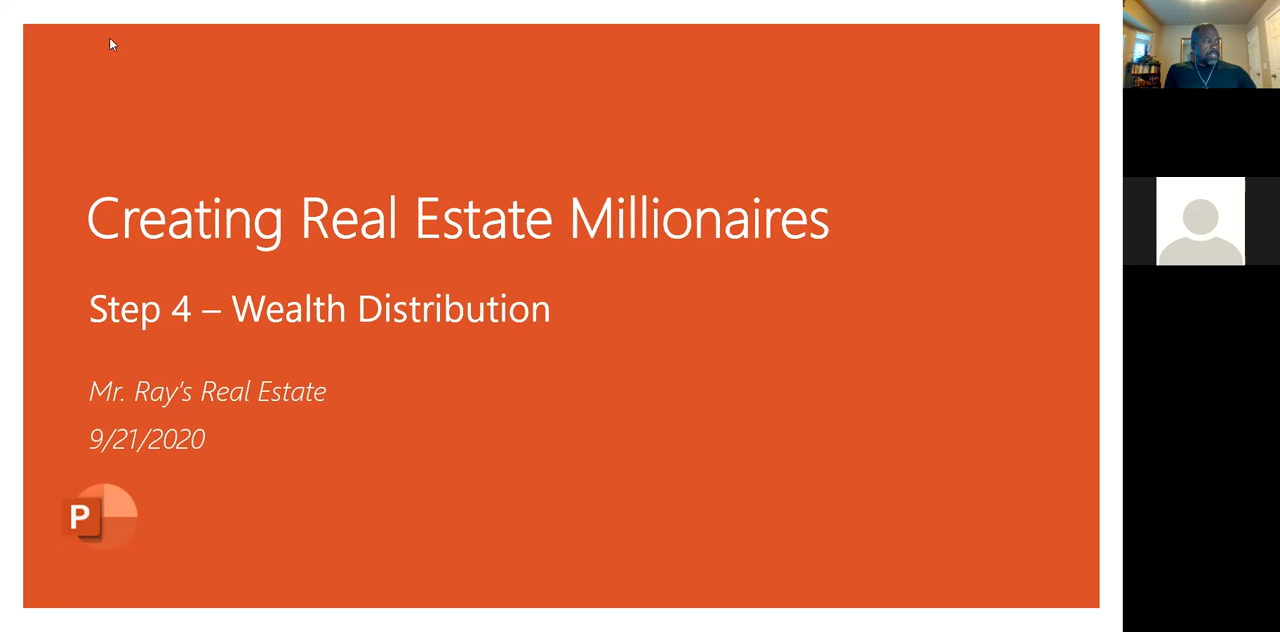 Creating Real Estate Millionaires
Step 4 – Wealth Distribution
Mr. Ray's Real Estate
9/21/2020
P